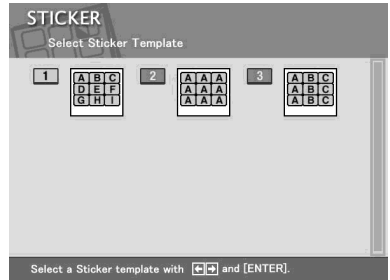 STICKER
Select Sticker Template
1 2 3
A B C A A A A B C
D E F A A A A B C
G H I A A A A B C
Select a Sticker template with ←→ and [ENTER].